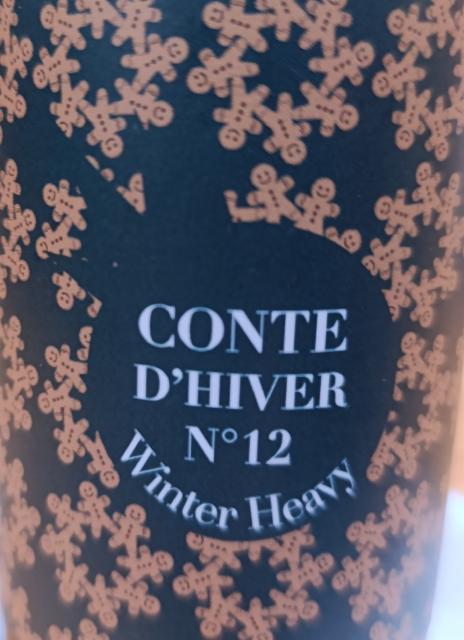 CONTE
D'HIVER
N°12
Winter Heavy